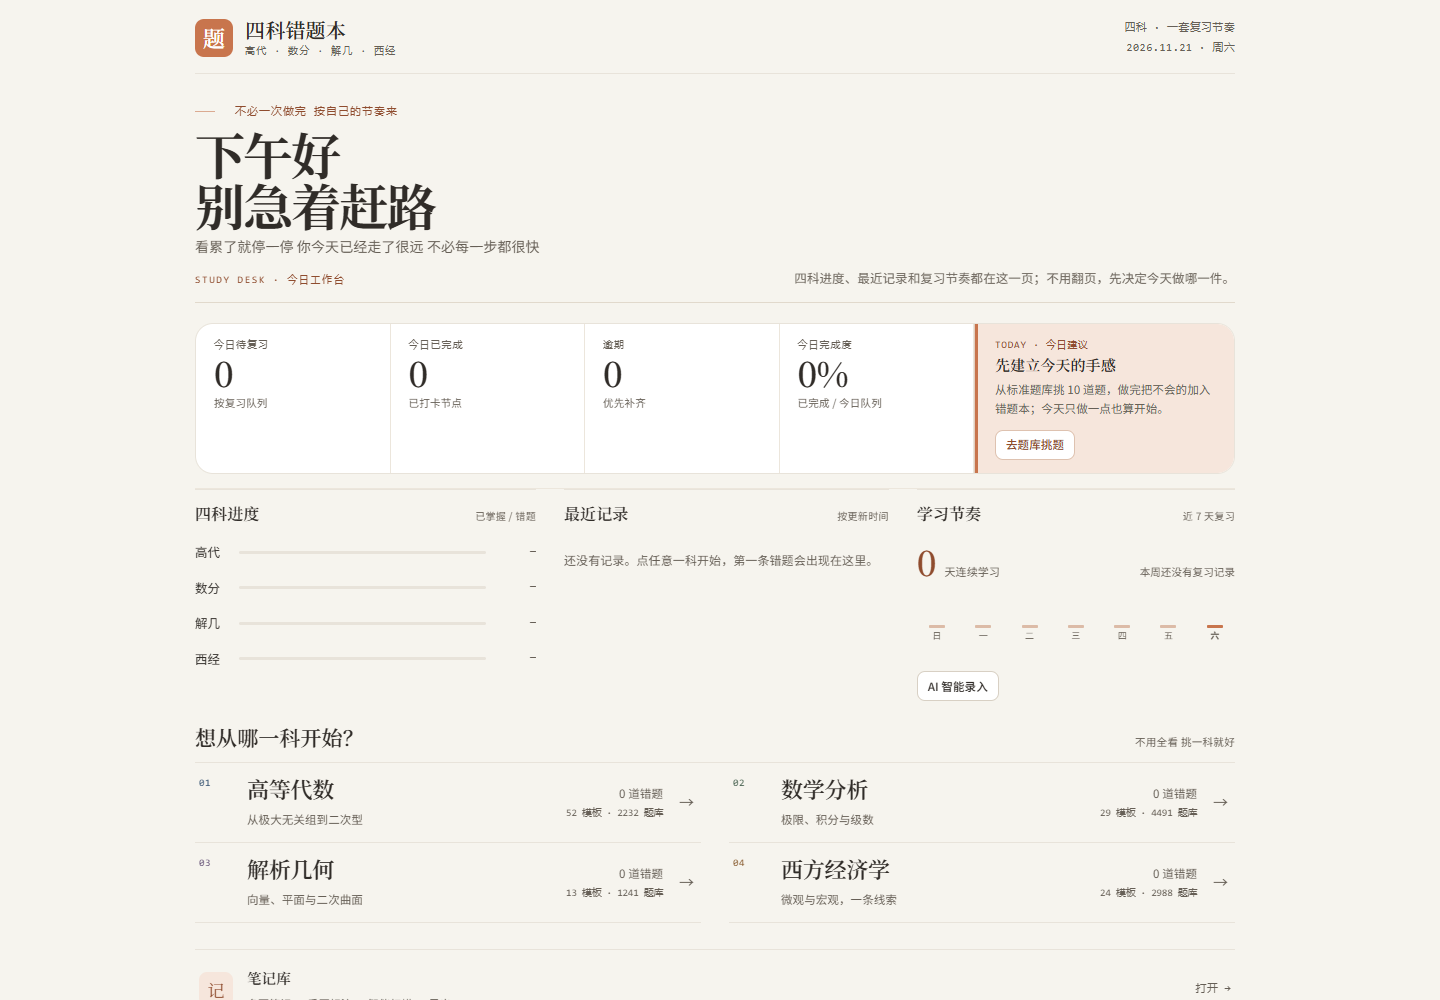 题
四科错题本
高代 · 数分 · 解几 · 西经
四科 · 一套复习节奏
2026.11.21 · 周六
不必一次做完 按自己的节奏来
下午好
别急着赶路
看累了就停一停 你今天已经走了很远 不必每一步都很快
STUDY DESK · 今日工作台
四科进度、最近记录和复习节奏都在这一页；不用翻页，先决定今天做哪一件。
今日待复习
0
按复习队列
今日已完成
0
已打卡节点
逾期
0
优先补齐
今日完成度
0%
已完成 / 今日队列
TODAY · 今日建议
先建立今天的手感
从标准题库挑 10 道题，做完把不会的加入
错题本；今天只做一点也算开始。
去题库挑题
四科进度
已掌握 / 错题
高代 –
数分 –
解几 –
西经 –
最近记录
按更新时间
还没有记录。点任意一科开始，第一条错题会出现在这里。
学习节奏
近 7 天复习
0 天连续学习
本周还没有复习记录
日 一 二 三 四 五 六
AI 智能录入
想从哪一科开始？
不用全看 挑一科就好
01
高等代数
从极大无关组到二次型
0 道错题
52 模板 · 2232 题库
→
02
数学分析
极限、积分与级数
0 道错题
29 模板 · 4491 题库
→
03
解析几何
向量、平面与二次曲面
0 道错题
13 模板 · 1241 题库
→
04
西方经济学
微观与宏观，一条线索
0 道错题
24 模板 · 2988 题库
→
记
笔记库
打开 →